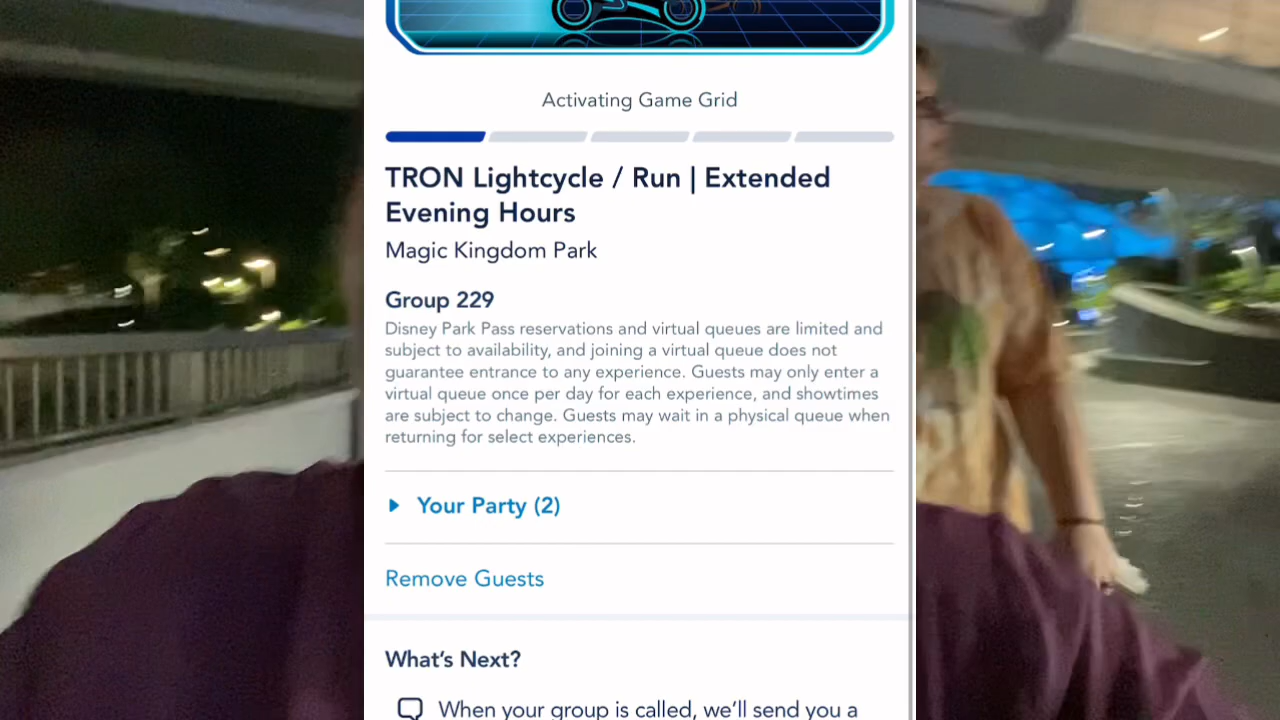 Activating Game Grid
TRON Lightcycle / Run | Extended
Evening Hours
Magic Kingdom Park
Group 229
Disney Park Pass reservations and virtual queues are limited and
subject to availability, and joining a virtual queue does not
guarantee entrance to any experience. Guests may only enter a
virtual queue once per day for each experience, and showtimes
are subject to change. Guests may wait in a physical queue when
returning for select experiences.
Your Party (2)
Remove Guests
What’s Next?
When your group is called, we’ll send you a